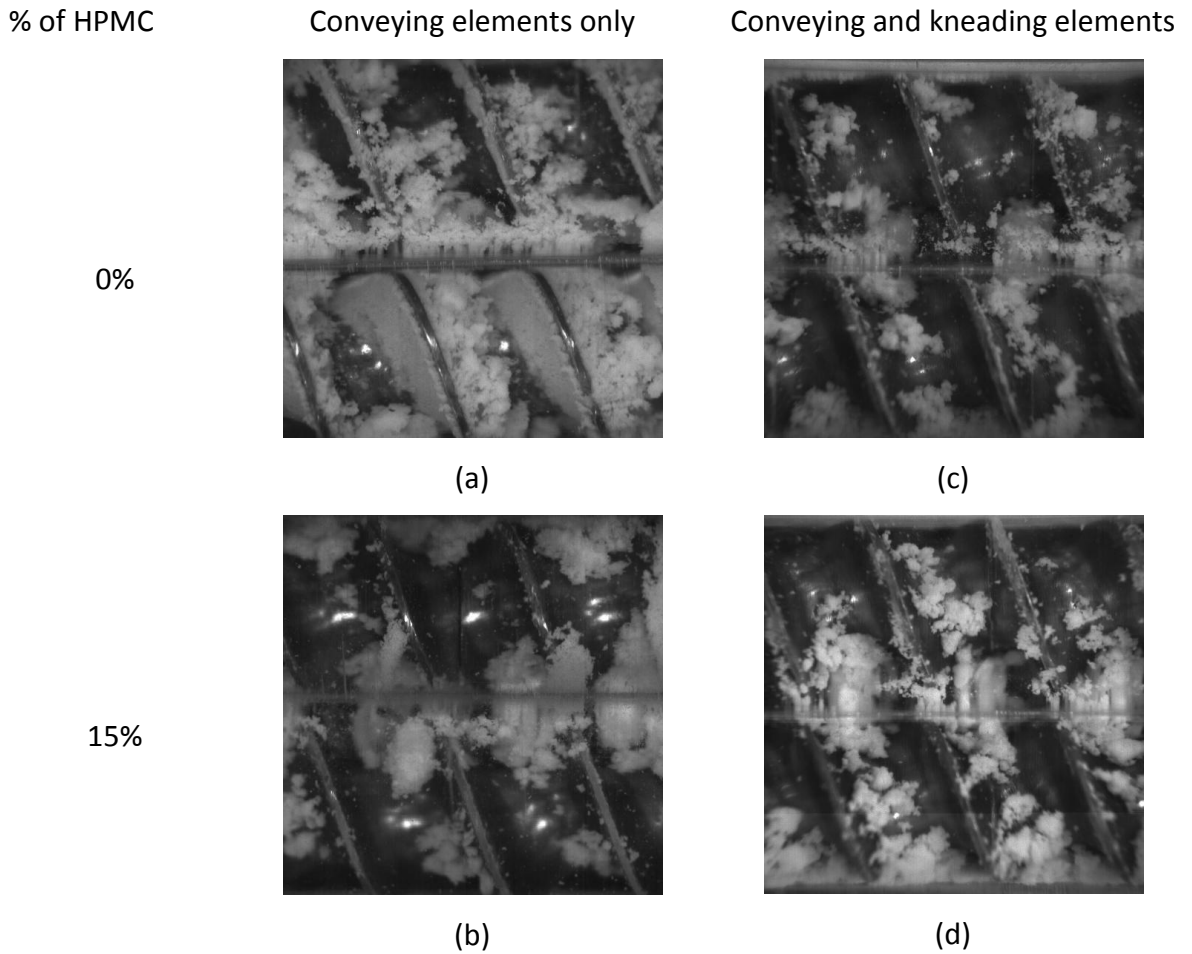 % of HPMC
Conveying elements only
Conveying and kneading elements
0%
(a)
(c)
15%
(b)
(d)